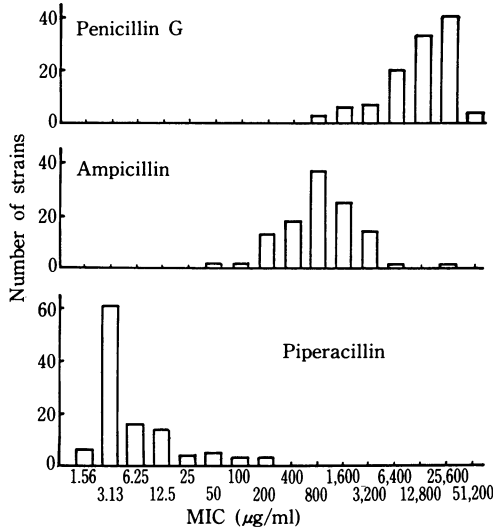 Penicillin G
40
20
0
Ampicillin
40
20
0
Number of strains
Piperacillin
60
40
20
0
1.56 6.25 25 100 400 1,600 6,400 25,600
3.13 12.5 50 200 800 3,200 12,800 51,200
MIC (μg/ml)